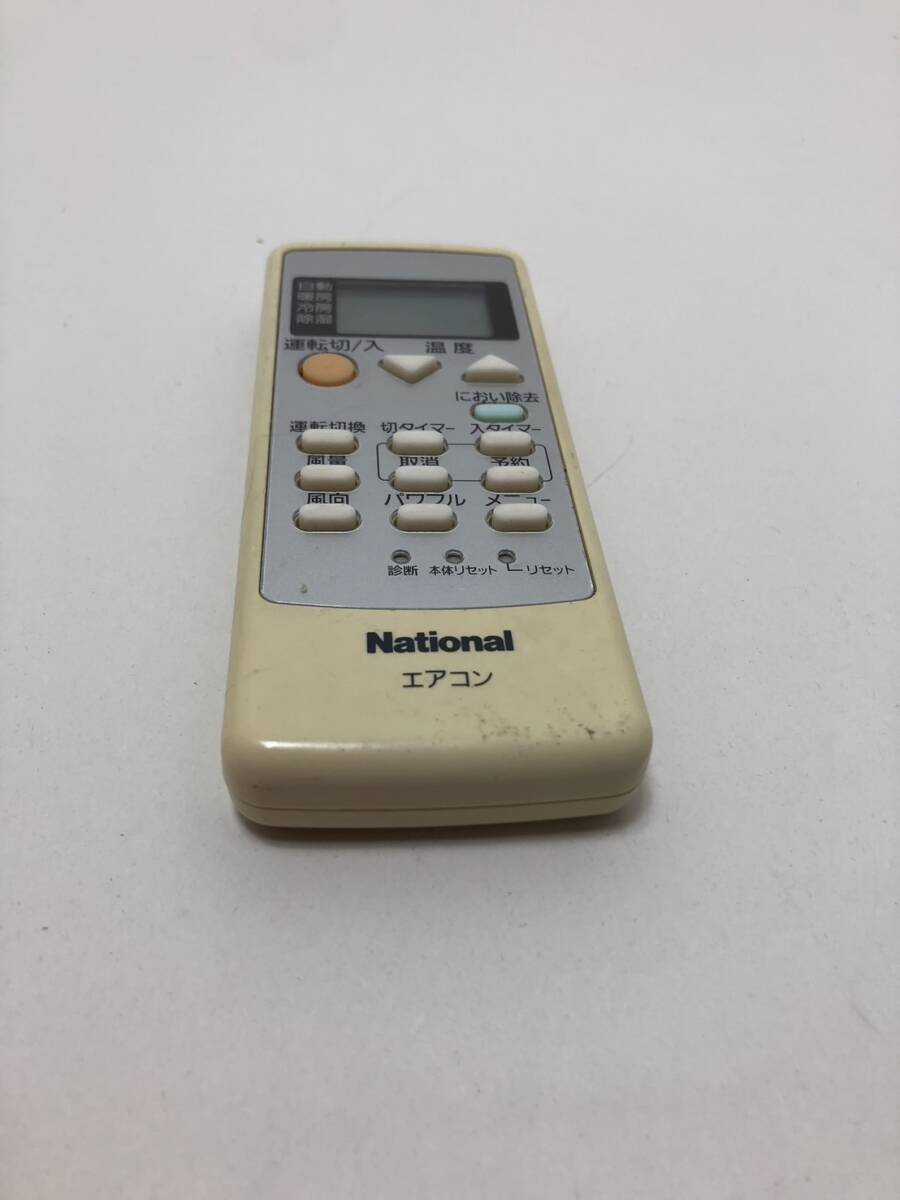 自動
暖房
冷房
除湿
運転切/入 温度
におい除去
運転切換 切タイマー 入タイマー
風量 取消 予約
風向 パワフル メニュー
診断 本体リセット リセット
National
エアコン